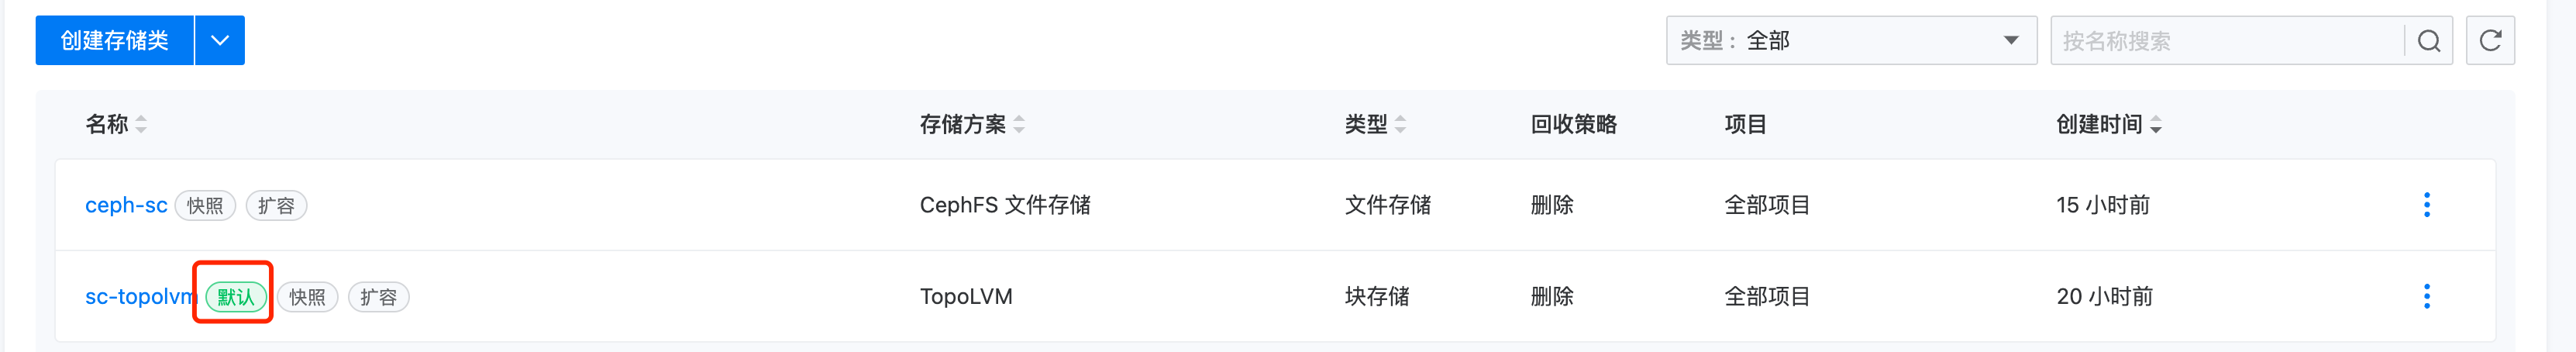 创建存储类 类型： 全部 按名称搜索
名称 存储方案 类型 回收策略 项目 创建时间
ceph-sc 快照 扩容 CephFS 文件存储 文件存储 删除 全部项目 15 小时前
sc-topolvm 默认 快照 扩容 TopoLVM 块存储 删除 全部项目 20 小时前